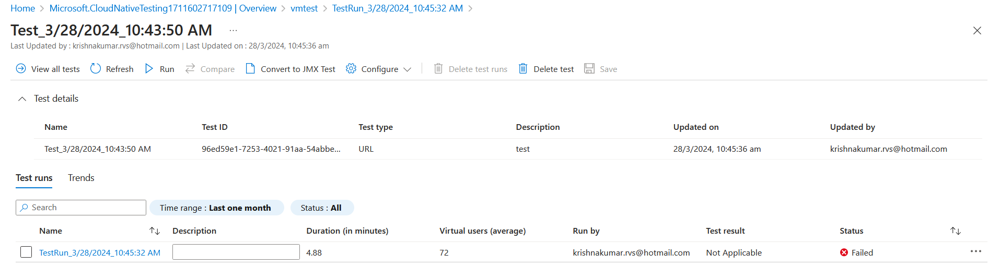 Home > Microsoft.CloudNativeTesting1711602717109 | Overview > vmtest > TestRun_3/28/2024_10:45:32 AM >
Test_3/28/2024_10:43:50 AM ...
Last Updated by : krishnakumar.rvs@hotmail.com | Last Updated on : 28/3/2024, 10:45:36 am
View all tests Refresh Run Compare Convert to JMX Test Configure Delete test runs Delete test Save
Test details
Name Test ID Test type Description Updated on Updated by
Test_3/28/2024_10:43:50 AM 96ed59e1-7253-4021-91aa-54abbe... URL test 28/3/2024, 10:45:36 am krishnakumar.rvs@hotmail.com
Test runs Trends
Search Time range : Last one month Status : All
Name Description Duration (in minutes) Virtual users (average) Run by Test result Status
TestRun_3/28/2024_10:45:32 AM 4.88 72 krishnakumar.rvs@hotmail.com Not Applicable Failed ...